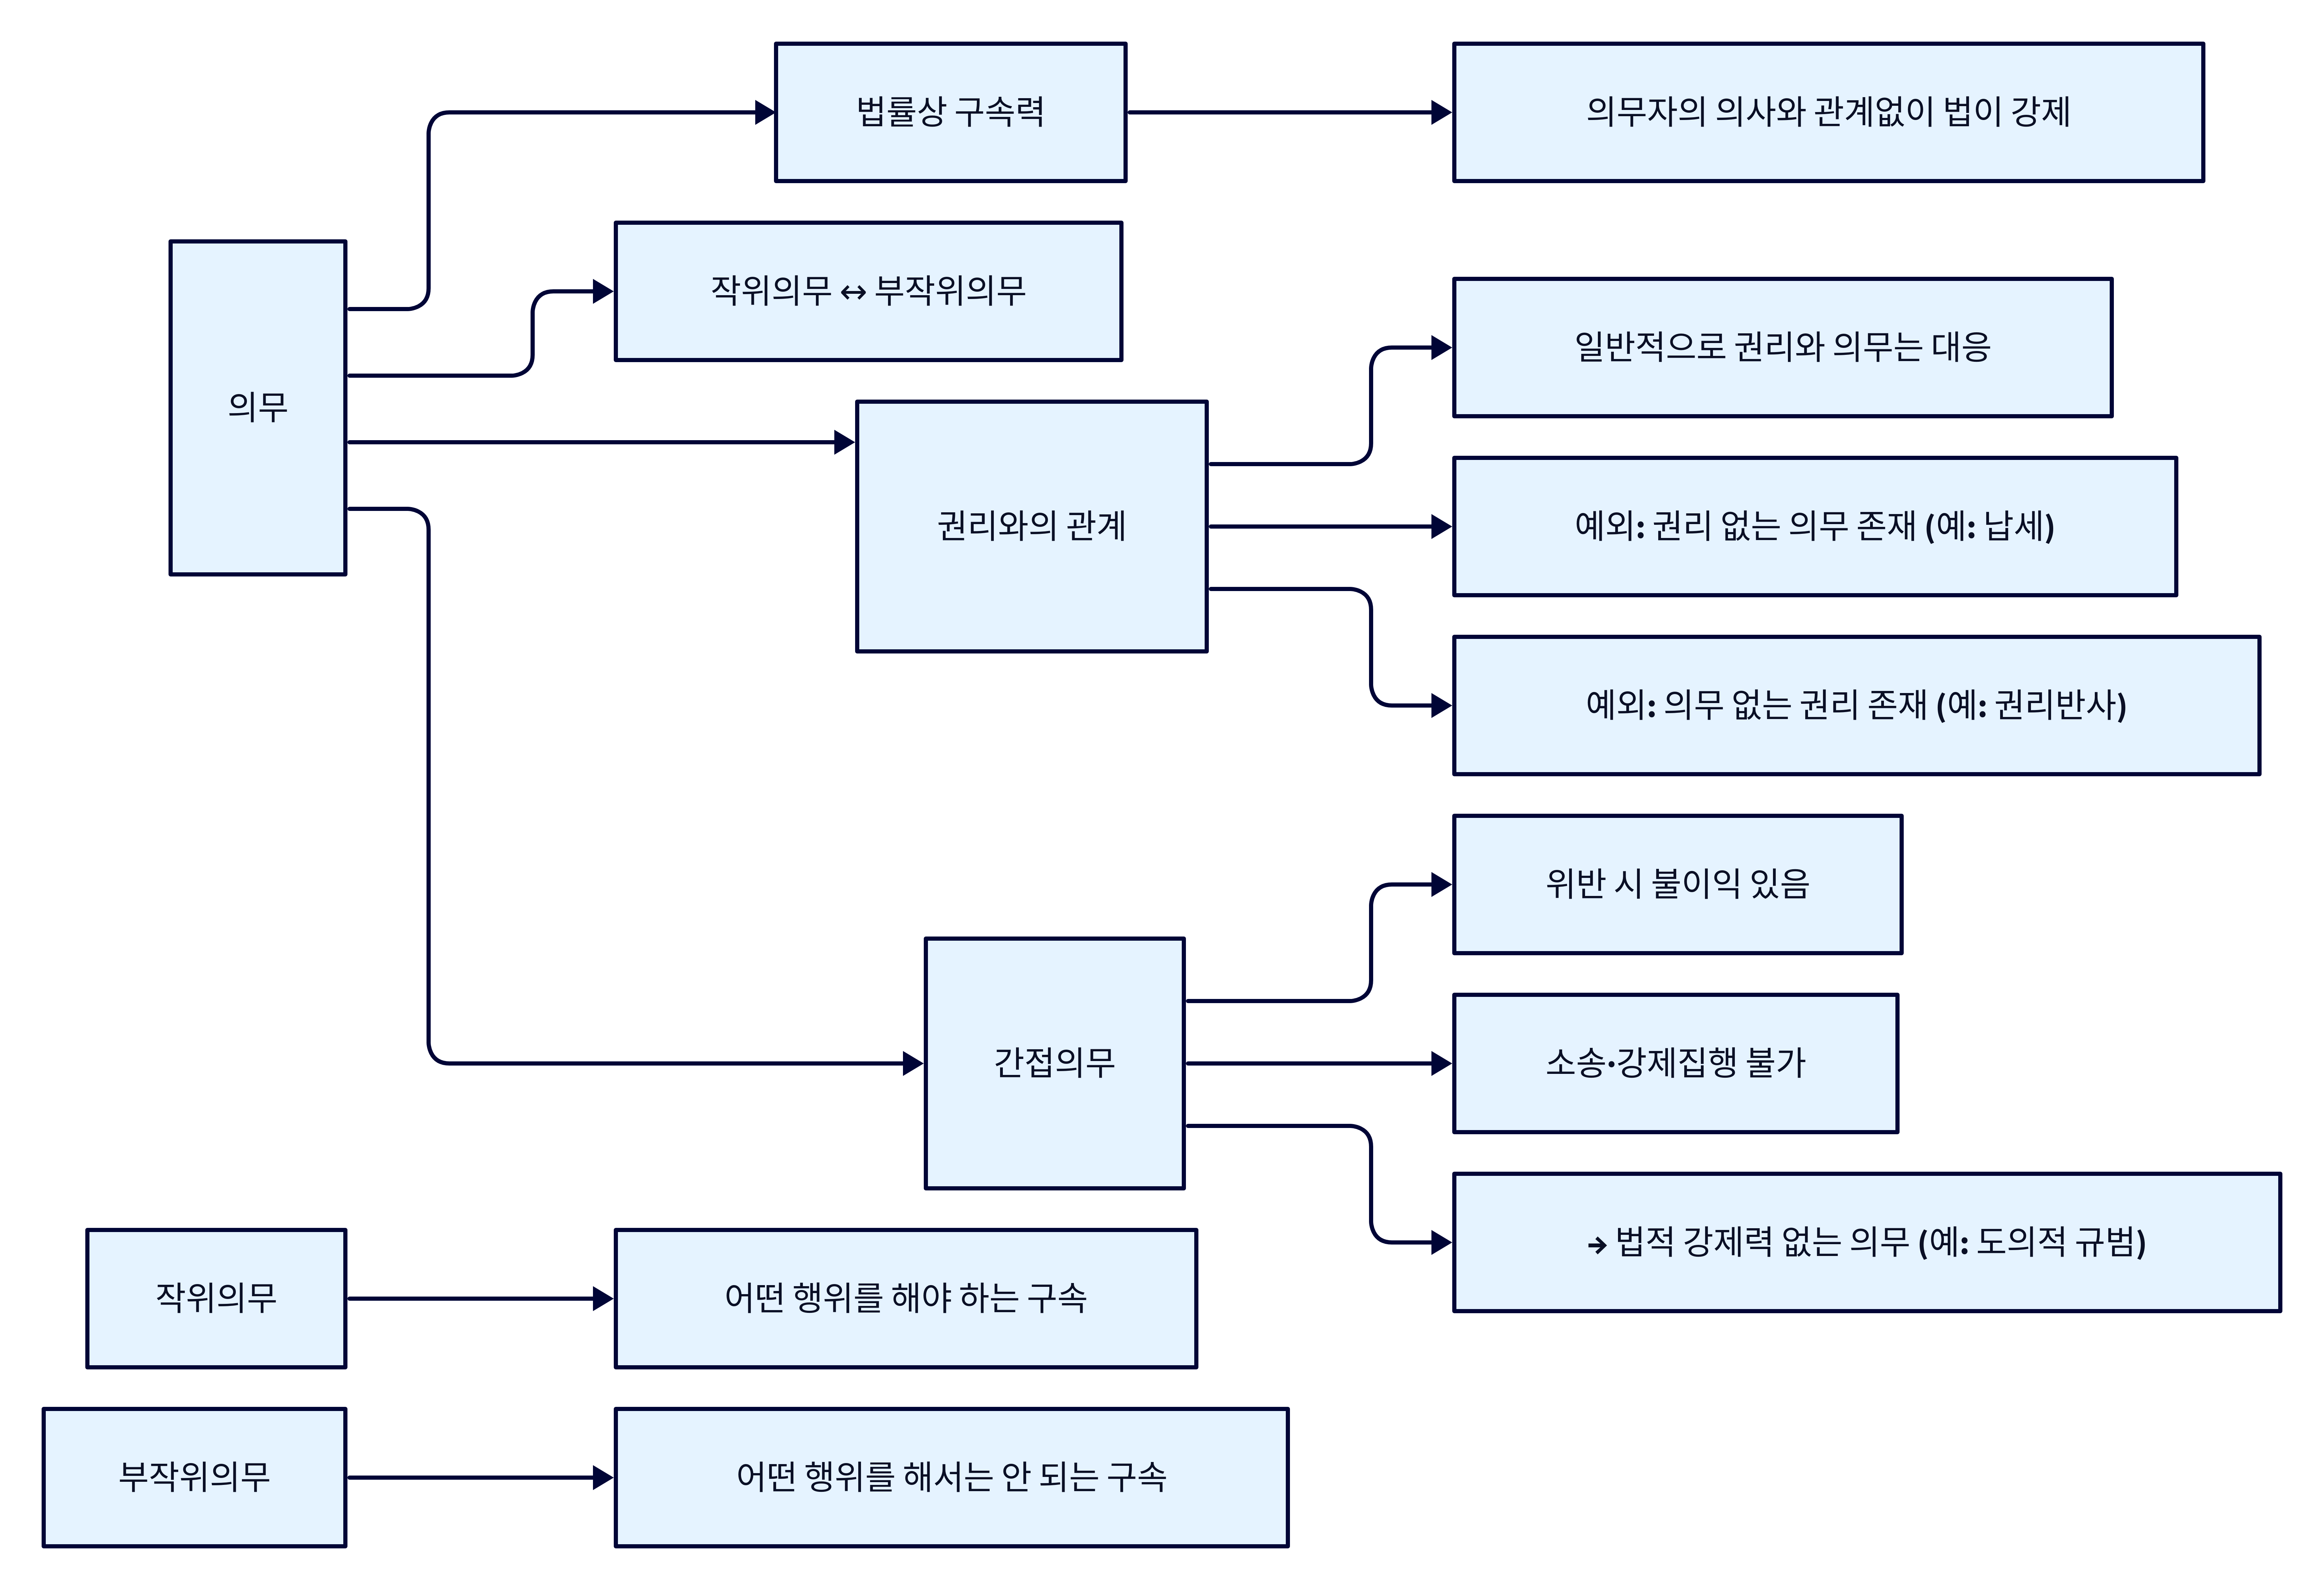 의무
법률상 구속력
의무자의 의사와 관계없이 법이 강제
작위의무 ↔ 부작위의무
권리와의 관계
일반적으로 권리와 의무는 대응
예외: 권리 없는 의무 존재 (예: 납세)
예외: 의무 없는 권리 존재 (예: 권리반사)
간접의무
위반 시 불이익 있음
소송·강제집행 불가
→ 법적 강제력 없는 의무 (예: 도의적 규범)
작위의무
어떤 행위를 해야 하는 구속
부작위의무
어떤 행위를 해서는 안 되는 구속